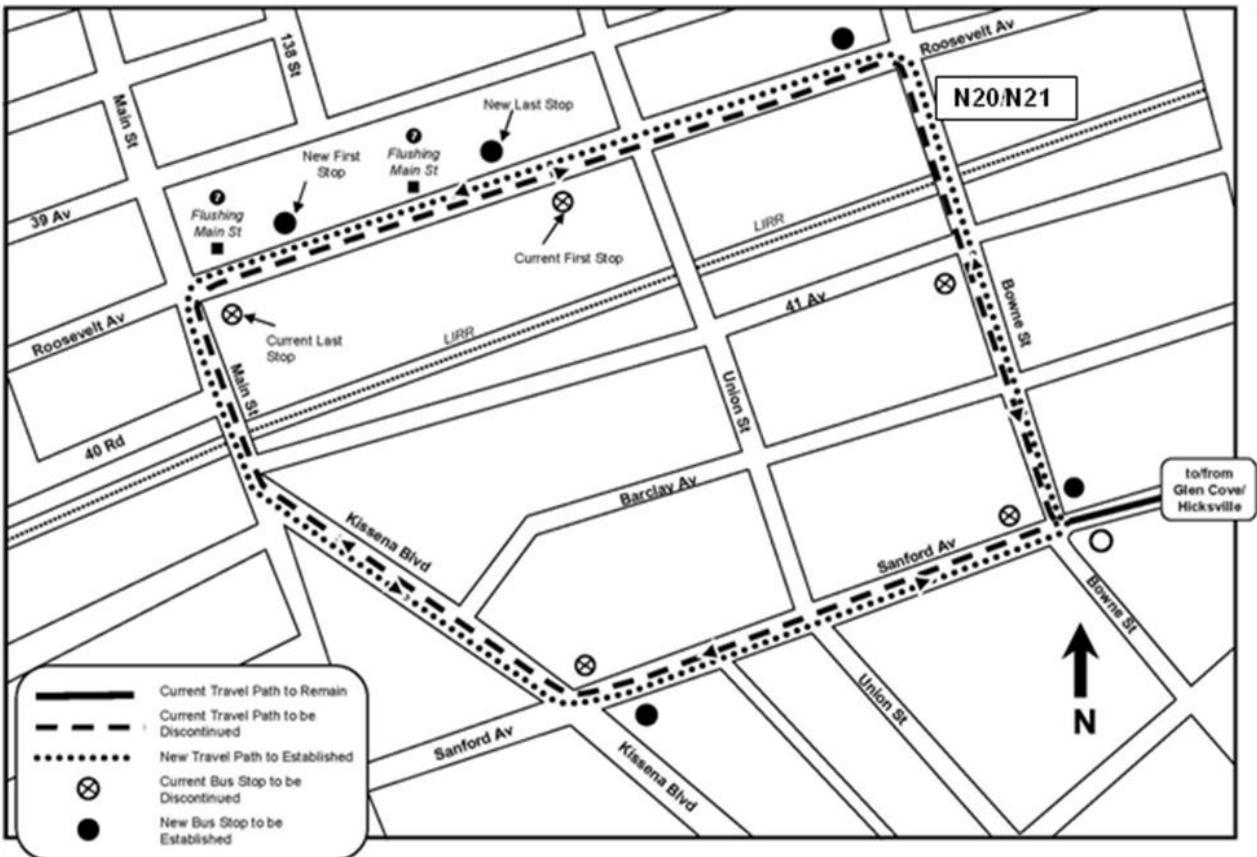 Roosevelt Av
138 St
N20/N21
Main St
New Last Stop
New First
Stop
Flushing
Main St
Flushing
Main St
39 Av
LIRR
Current First Stop
Bowne St
41 Av
Roosevelt Av
LIRR
Current Last
Stop
Main St
Union St
40 Rd
to/from
Glen Cove/
Hicksville
Barclay Av
Kissena Blvd
Sanford Av
Bowne St
Union St
N
Sanford Av
Kissena Blvd
Current Travel Path to Remain
Current Travel Path to be
Discontinued
New Travel Path to Established
Current Bus Stop to be
Discontinued
New Bus Stop to be
Established